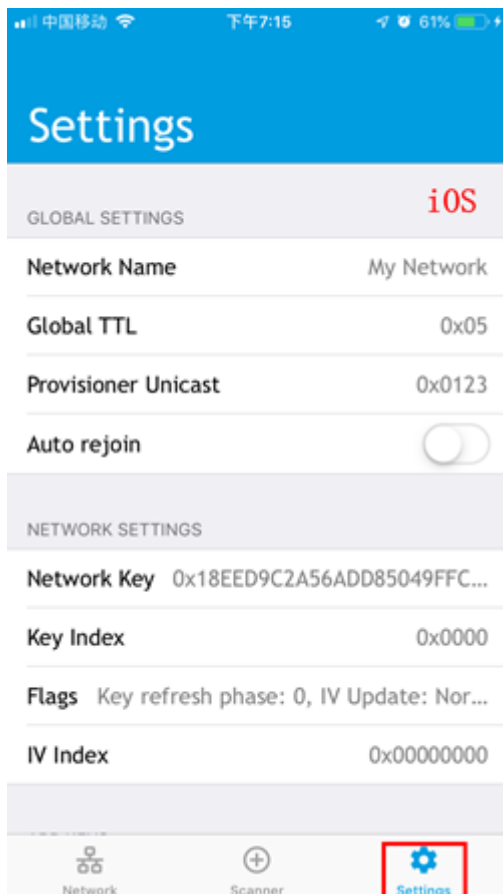 中国移动 下午7:15 61%
Settings
iOS
GLOBAL SETTINGS
Network Name My Network
Global TTL 0x05
Provisioner Unicast 0x0123
Auto rejoin
NETWORK SETTINGS
Network Key 0x18EED9C2A56ADD85049FFC...
Key Index 0x0000
Flags Key refresh phase: 0, IV Update: Nor...
IV Index 0x00000000
Network Scanner Settings